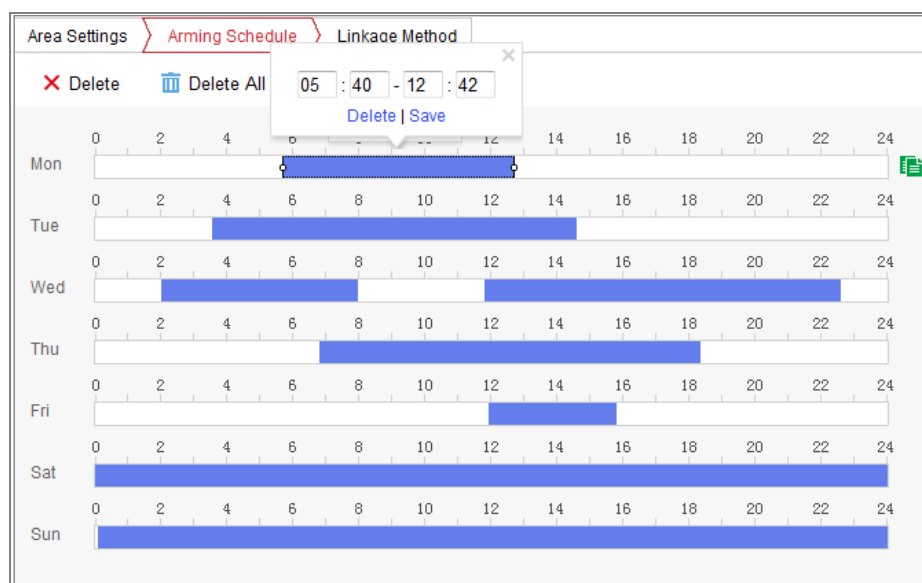 Area Settings Arming Schedule Linkage Method
Delete Delete All
05 : 40 - 12 : 42
Delete | Save
0 2 4 6 8 10 12 14 16 18 20 22 24
Mon
0 2 4 6 8 10 12 14 16 18 20 22 24
Tue
0 2 4 6 8 10 12 14 16 18 20 22 24
Wed
0 2 4 6 8 10 12 14 16 18 20 22 24
Thu
0 2 4 6 8 10 12 14 16 18 20 22 24
Fri
0 2 4 6 8 10 12 14 16 18 20 22 24
Sat
0 2 4 6 8 10 12 14 16 18 20 22 24
Sun